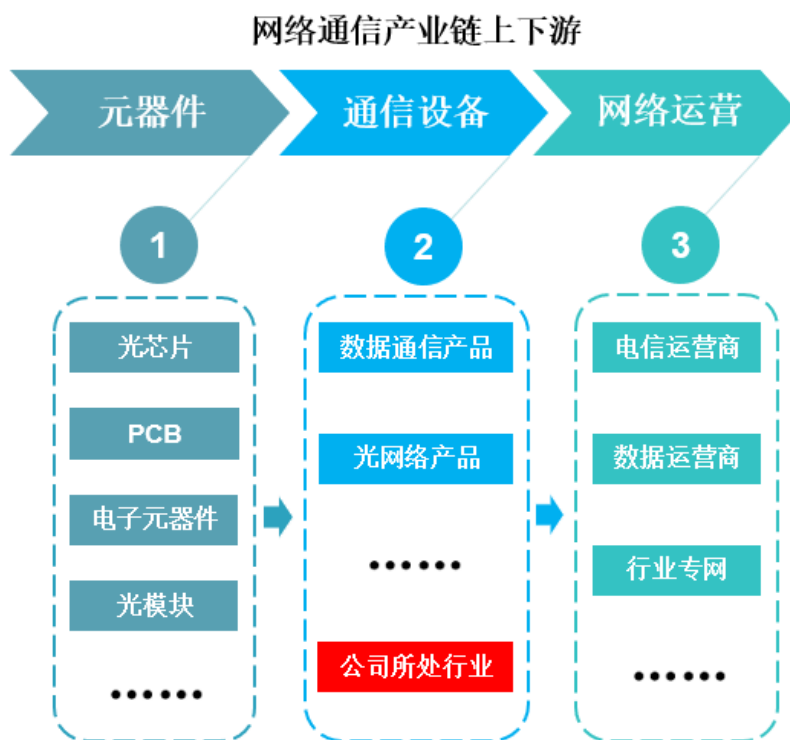 网络通信产业链上下游
元器件
通信设备
网络运营
1
2
3
光芯片
PCB
电子元器件
光模块
••••••
数据通信产品
光网络产品
••••••
公司所处行业
电信运营商
数据运营商
行业专网
••••••